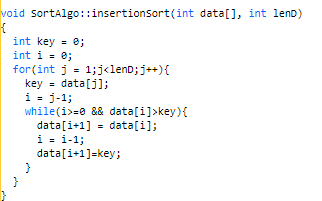 void SortAlgo::insertionSort(int data[], int lenD)
{
  int key = 0;
  int i = 0;
  for(int j = 1;j<lenD;j++){
    key = data[j];
    i = j-1;
    while(i>=0 && data[i]>key){
      data[i+1] = data[i];
      i = i-1;
      data[i+1]=key;
    }
  }
}